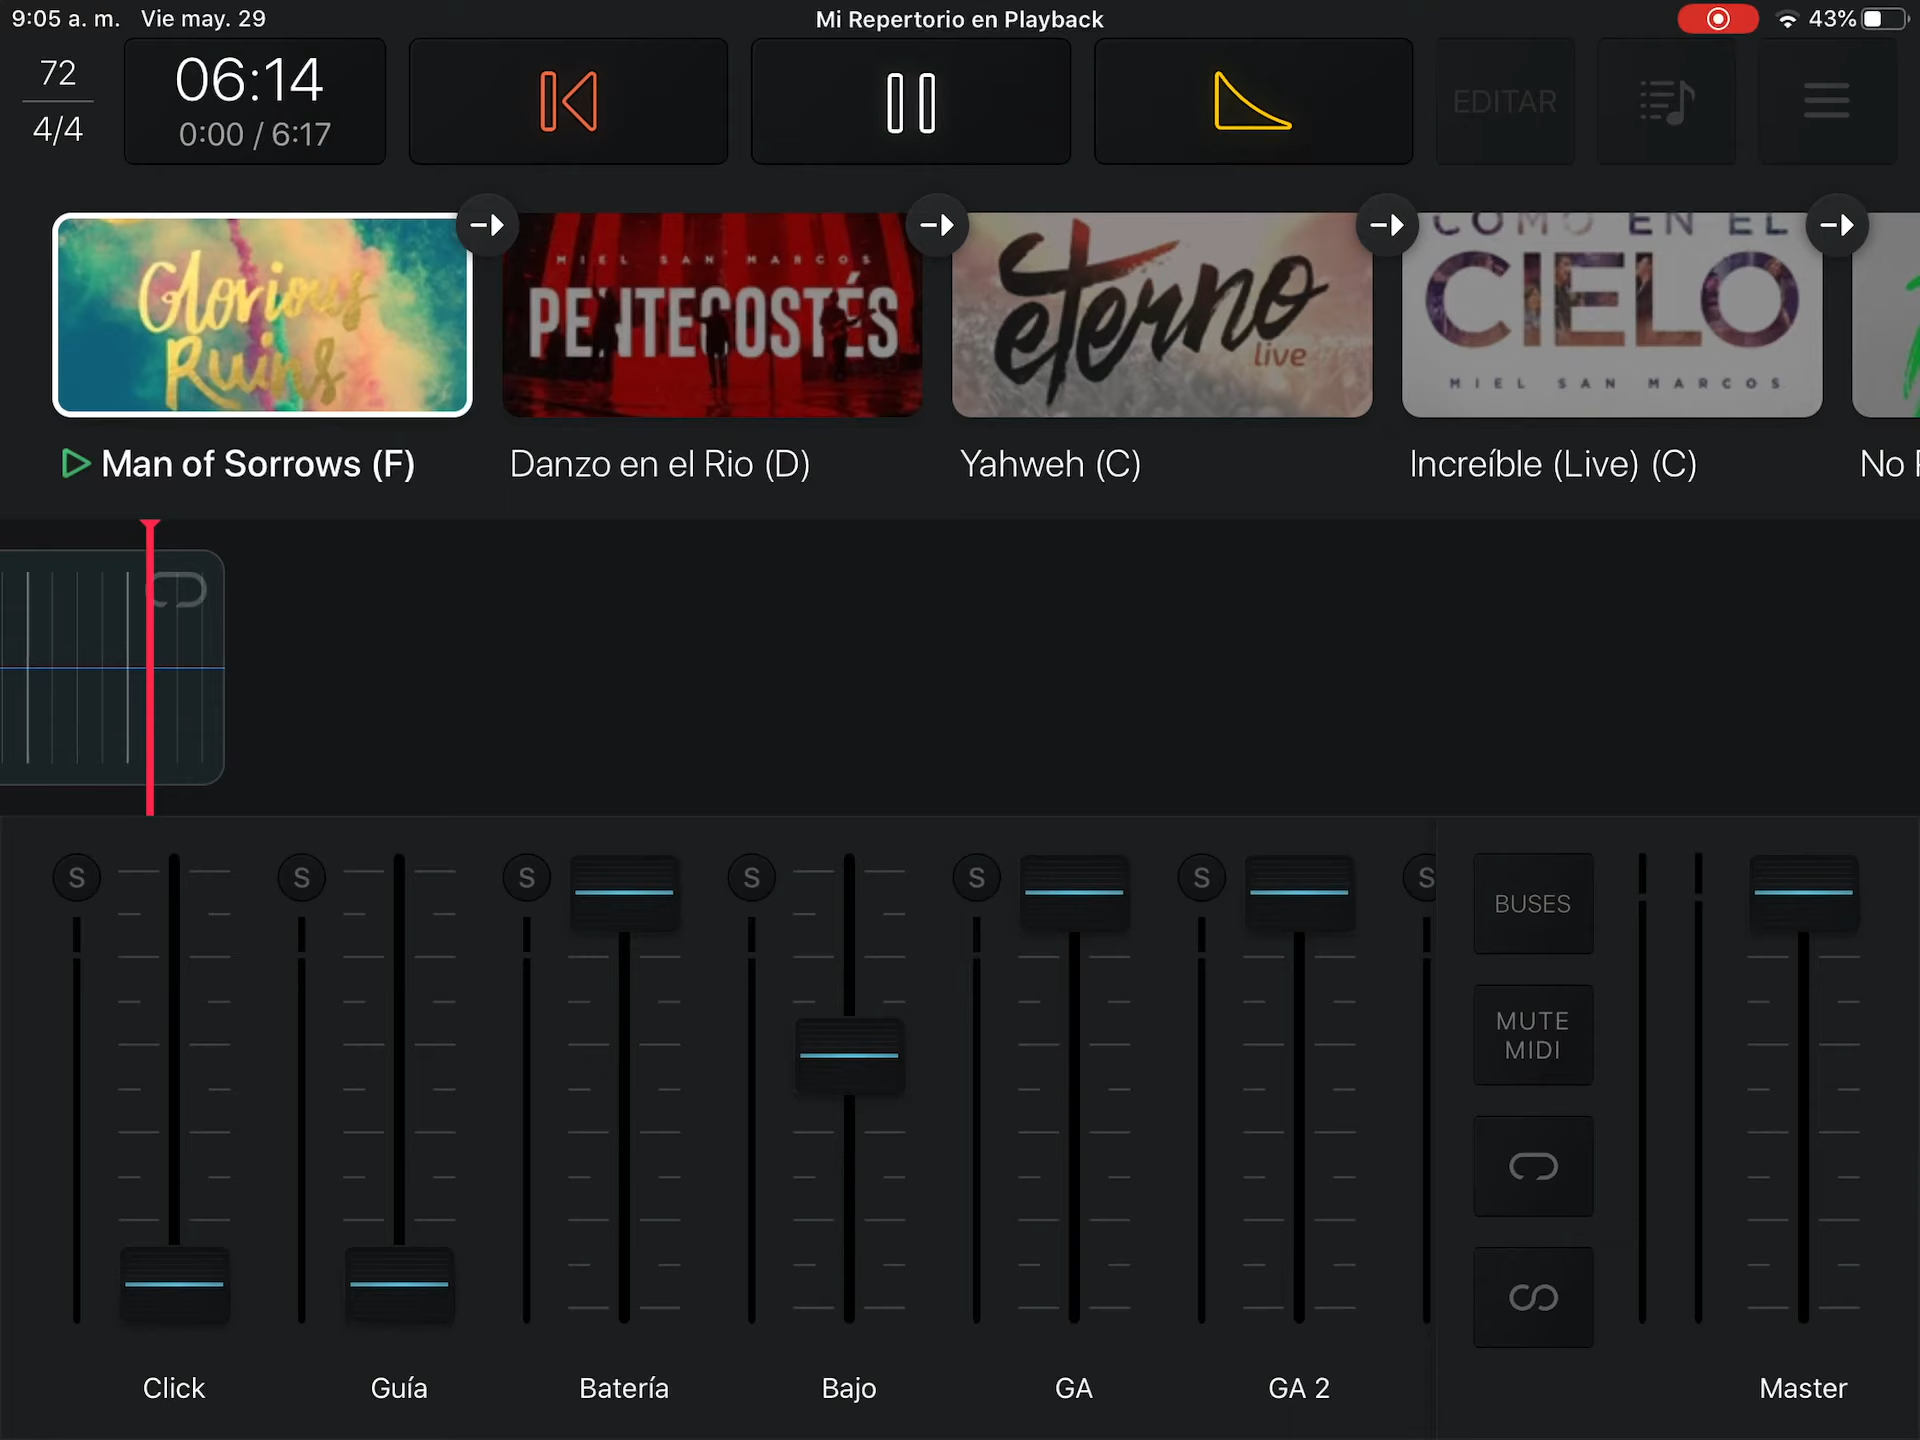 9:05 a. m. Vie may. 29
Mi Repertorio en Playback
43%
72
4/4
06:14
0:00 / 6:17
EDITAR
Glorious
Ruins
MIEL SAN MARCOS
PENTECOSTÉS
eterno
live
COMO EN EL
CIELO
MIEL SAN MARCOS
Man of Sorrows (F)
Danzo en el Rio (D)
Yahweh (C)
Increíble (Live) (C)
No
S
S
S
S
S
S
S
BUSES
MUTE
MIDI
Click
Guía
Batería
Bajo
GA
GA 2
Master